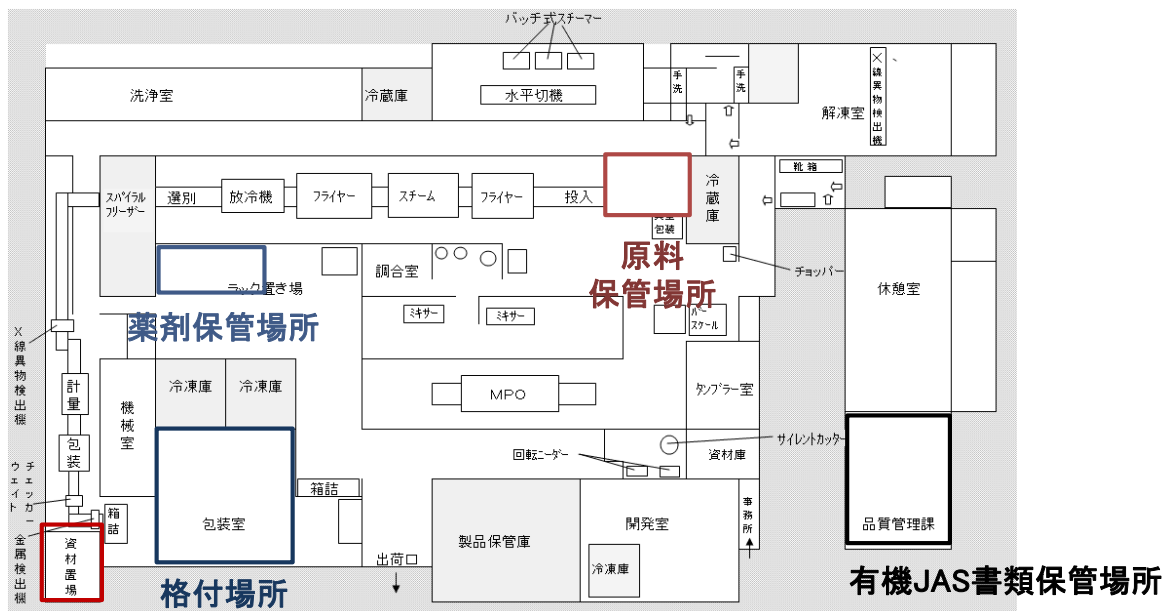 バッチ式スチーマー
洗浄室
冷蔵庫
水平切機
手洗
手洗
解凍室
X線異物検出機
スパイラル
フリーザー
選別
放冷機
フライヤー
スチーム
フライヤー
投入
冷蔵庫
靴箱
包装
原料
保管場所
チョッパー
調合室
ラック置き場
薬剤保管場所
休憩室
ミキサー
ミキサー
スケール
X線異物検出機
計量
機械室
冷凍庫
冷凍庫
MPO
タンブラー室
包装
サイレントカッター
回転ニーダー
資材庫
ウェイト
チェッカー
箱詰
箱詰
包装室
製品保管庫
開発室
事務所
品質管理課
金属検出機
資材置場
出荷口
冷凍庫
格付場所
有機JAS書類保管場所